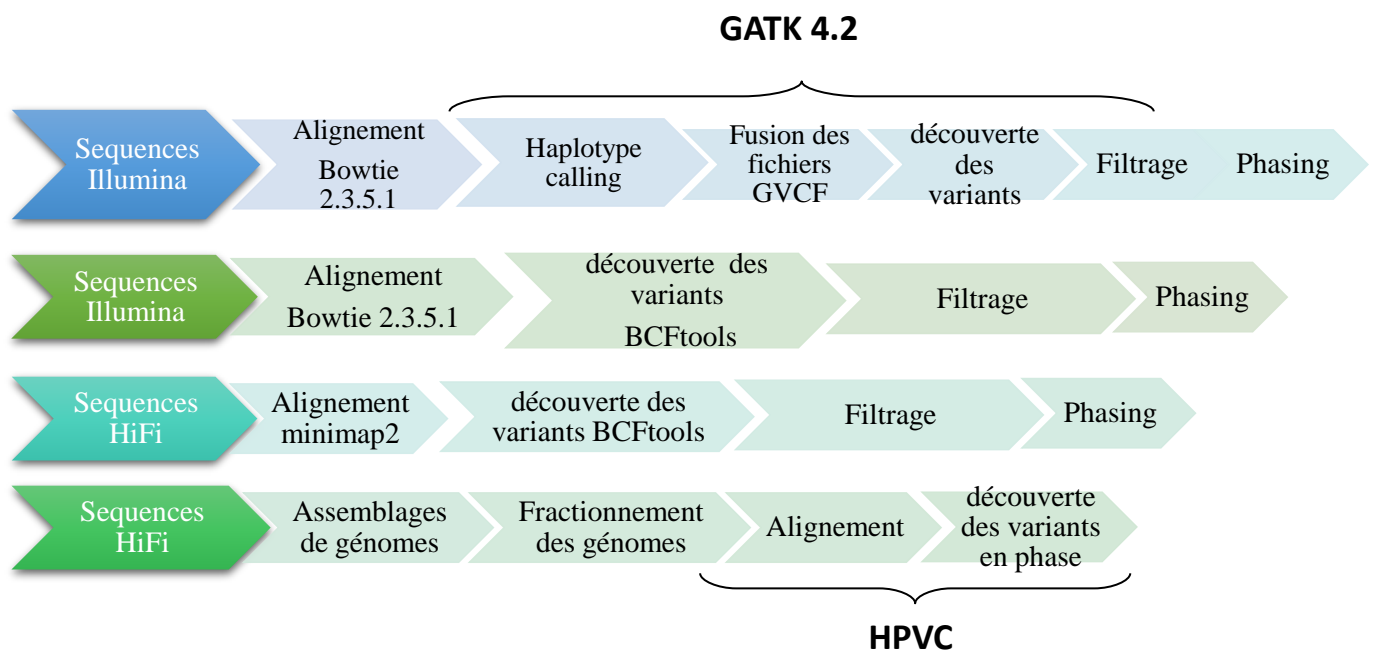 GATK 4.2
Sequences
Illumina
Alignement
Bowtie
2.3.5.1
Haplotype
calling
Fusion des
fichiers
GVCF
découverte
des
variants
Filtrage
Phasing
Sequences
Illumina
Alignement
Bowtie 2.3.5.1
découverte des
variants
BCFtools
Filtrage
Phasing
Sequences
HiFi
Alignement
minimap2
découverte des
variants BCFtools
Filtrage
Phasing
Sequences
HiFi
Assemblages
de génomes
Fractionnement
des génomes
Alignement
découverte
des variants
en phase
HPVC